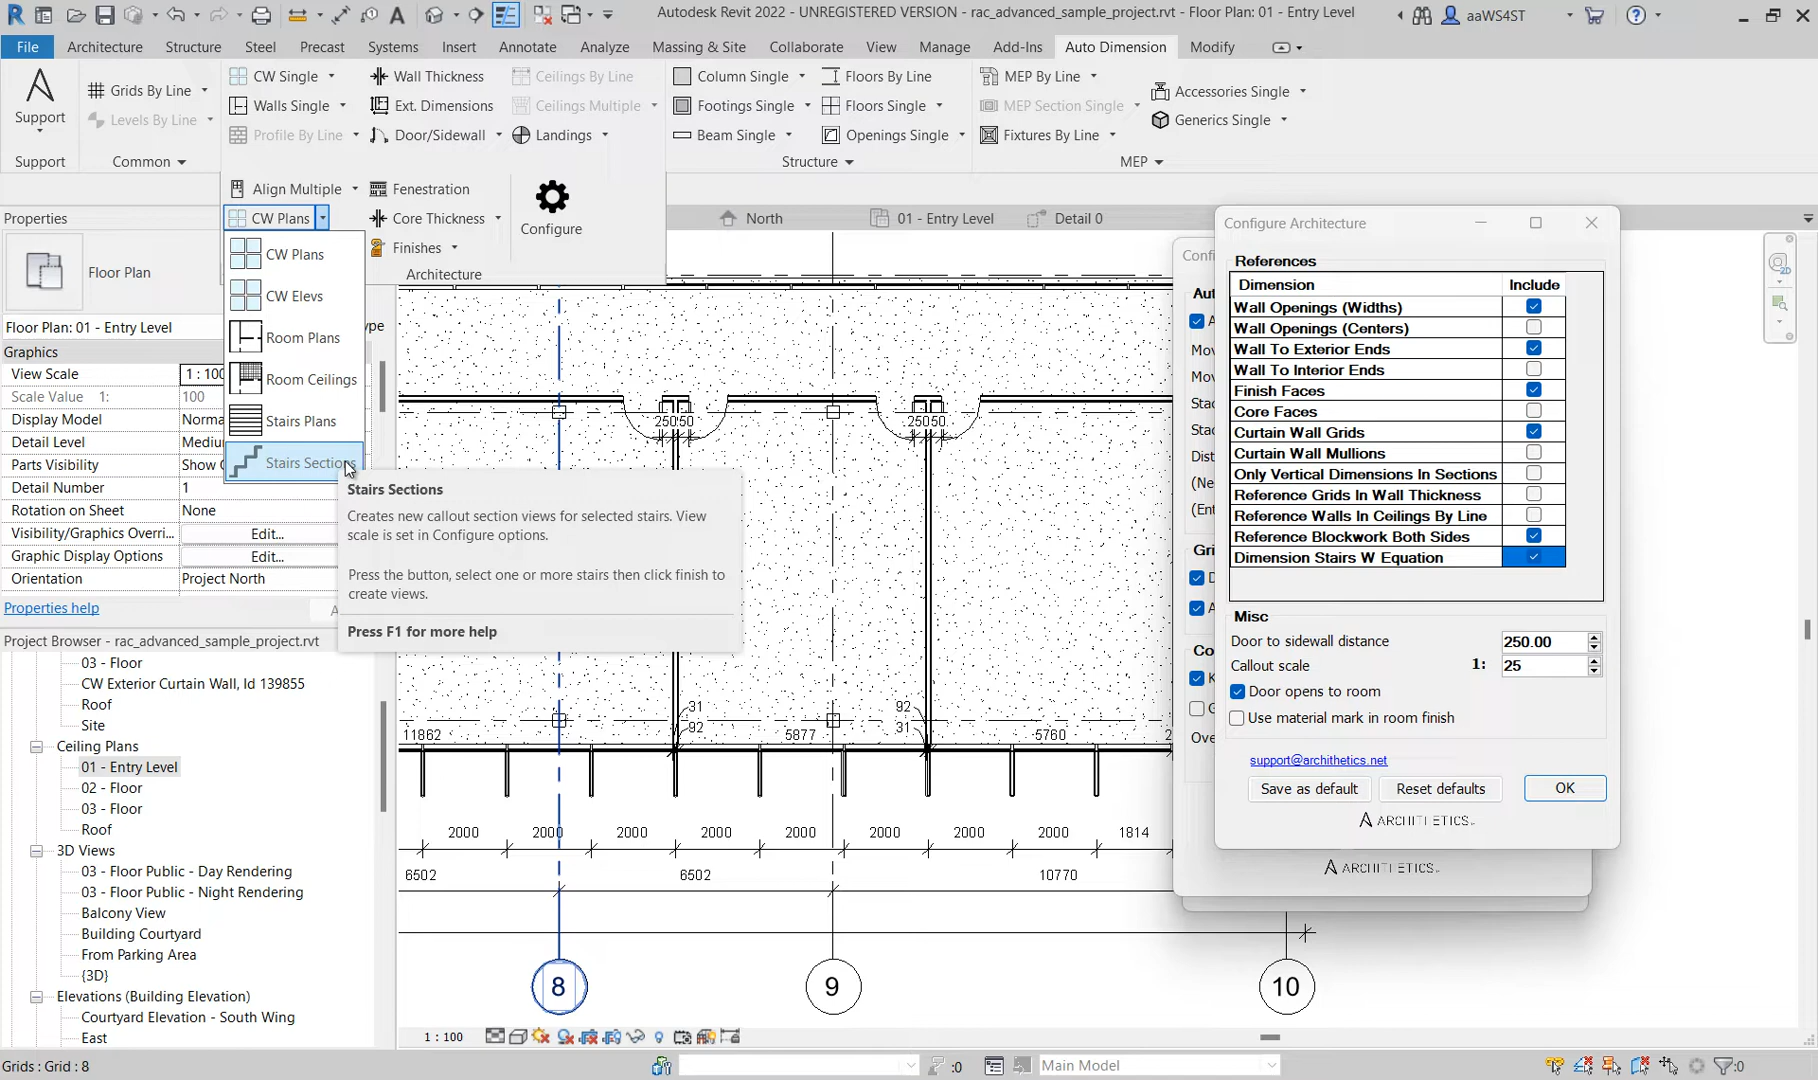 Autodesk Revit 2022 - UNREGISTERED VERSION - rac_advanced_sample_project.rvt - Floor Plan: 01 - Entry Level
aaWS4ST
File Architecture Structure Steel Precast Systems Insert Annotate Analyze Massing & Site Collaborate View Manage Add-Ins Auto Dimension Modify
CW Single Wall Thickness Ceilings By Line Column Single Floors By Line MEP By Line
Grids By Line Accessories Single
Walls Single Ext. Dimensions Ceilings Multiple Footings Single Floors Single MEP Section Single
Support Levels By Line Generics Single
Profile By Line Door/Sidewall Landings Beam Single Openings Single Fixtures By Line
Support Common Structure MEP
Align Multiple Fenestration
CW Plans Core Thickness
Configure
Finishes
Architecture
CW Plans
CW Elevs
Room Plans
Room Ceilings
Stairs Plans
Stairs Sections
Stairs Sections
Creates new callout section views for selected stairs. View
scale is set in Configure options.
Press the button, select one or more stairs then click finish to
create views.
Press F1 for more help
North 01 - Entry Level Detail 0
Properties
Floor Plan
Floor Plan: 01 - Entry Level
Graphics
View Scale 1 : 100
Scale Value 1: 100
Display Model
Detail Level
Parts Visibility
Detail Number 1
Rotation on Sheet None
Visibility/Graphics Overri... Edit...
Graphic Display Options Edit...
Orientation Project North
Properties help
Project Browser - rac_advanced_sample_project.rvt
03 - Floor
CW Exterior Curtain Wall, Id 139855
Roof
Site
Ceiling Plans
01 - Entry Level
02 - Floor
03 - Floor
Roof
3D Views
03 - Floor Public - Day Rendering
03 - Floor Public - Night Rendering
Balcony View
Building Courtyard
From Parking Area
{3D}
Elevations (Building Elevation)
Courtyard Elevation - South Wing
East
Grids : Grid : 8
250 50
250 50
31
92
92
31
11862 5877 5760
2000 2000 2000 2000 2000 2000 2000 2000 1814
6502 6502 10770
8 9 10
1 : 100
:0
Main Model
:0
Configure Architecture
References
Dimension Include
Wall Openings (Widths)
Wall Openings (Centers)
Wall To Exterior Ends
Wall To Interior Ends
Finish Faces
Core Faces
Curtain Wall Grids
Curtain Wall Mullions
Only Vertical Dimensions In Sections
Reference Grids In Wall Thickness
Reference Walls In Ceilings By Line
Reference Blockwork Both Sides
Dimension Stairs W Equation
Misc
Door to sidewall distance 250.00
Callout scale 1: 25
Door opens to room
Use material mark in room finish
support@archithetics.net
Save as default Reset defaults OK
ARCHITHETICS
ARCHITHETICS